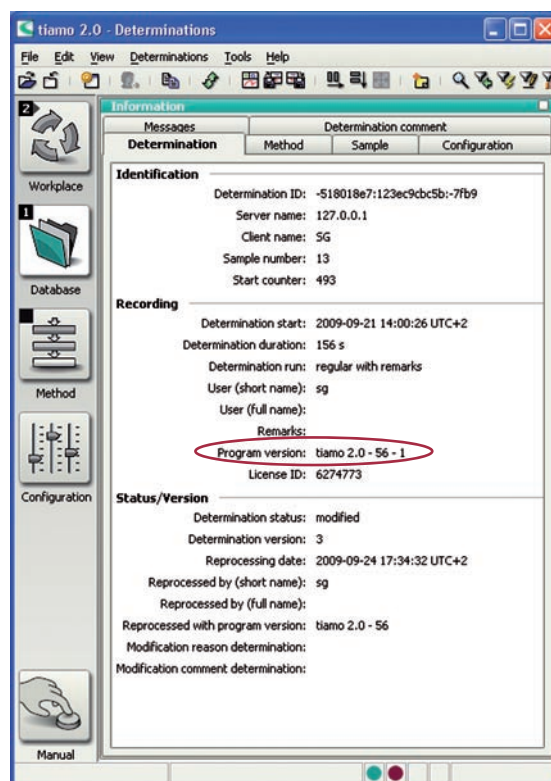 tiamo 2.0 - Determinations
File Edit View Determinations Tools Help
2
Workplace
1
Database
Method
Configuration
Manual
Information
Messages Determination comment
Determination Method Sample Configuration
Identification
Determination ID: -518018e7:123ec9cbc5b:-7fb9
Server name: 127.0.0.1
Client name: SG
Sample number: 13
Start counter: 493
Recording
Determination start: 2009-09-21 14:00:26 UTC+2
Determination duration: 156 s
Determination run: regular with remarks
User (short name): sg
User (full name):
Remarks:
Program version: tiamo 2.0 - 56 - 1
License ID: 6274773
Status/Version
Determination status: modified
Determination version: 3
Reprocessing date: 2009-09-24 17:34:32 UTC+2
Reprocessed by (short name): sg
Reprocessed by (full name):
Reprocessed with program version: tiamo 2.0 - 56
Modification reason determination:
Modification comment determination: